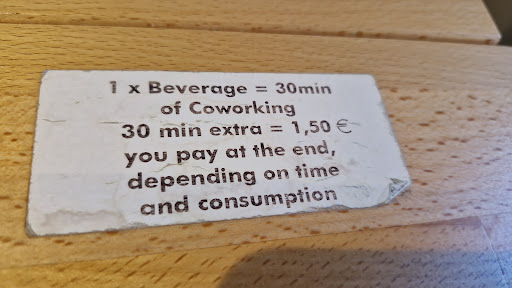 1 x Beverage = 30min
of Coworking
30 min extra = 1,50 €
you pay at the end,
depending on time
and consumption